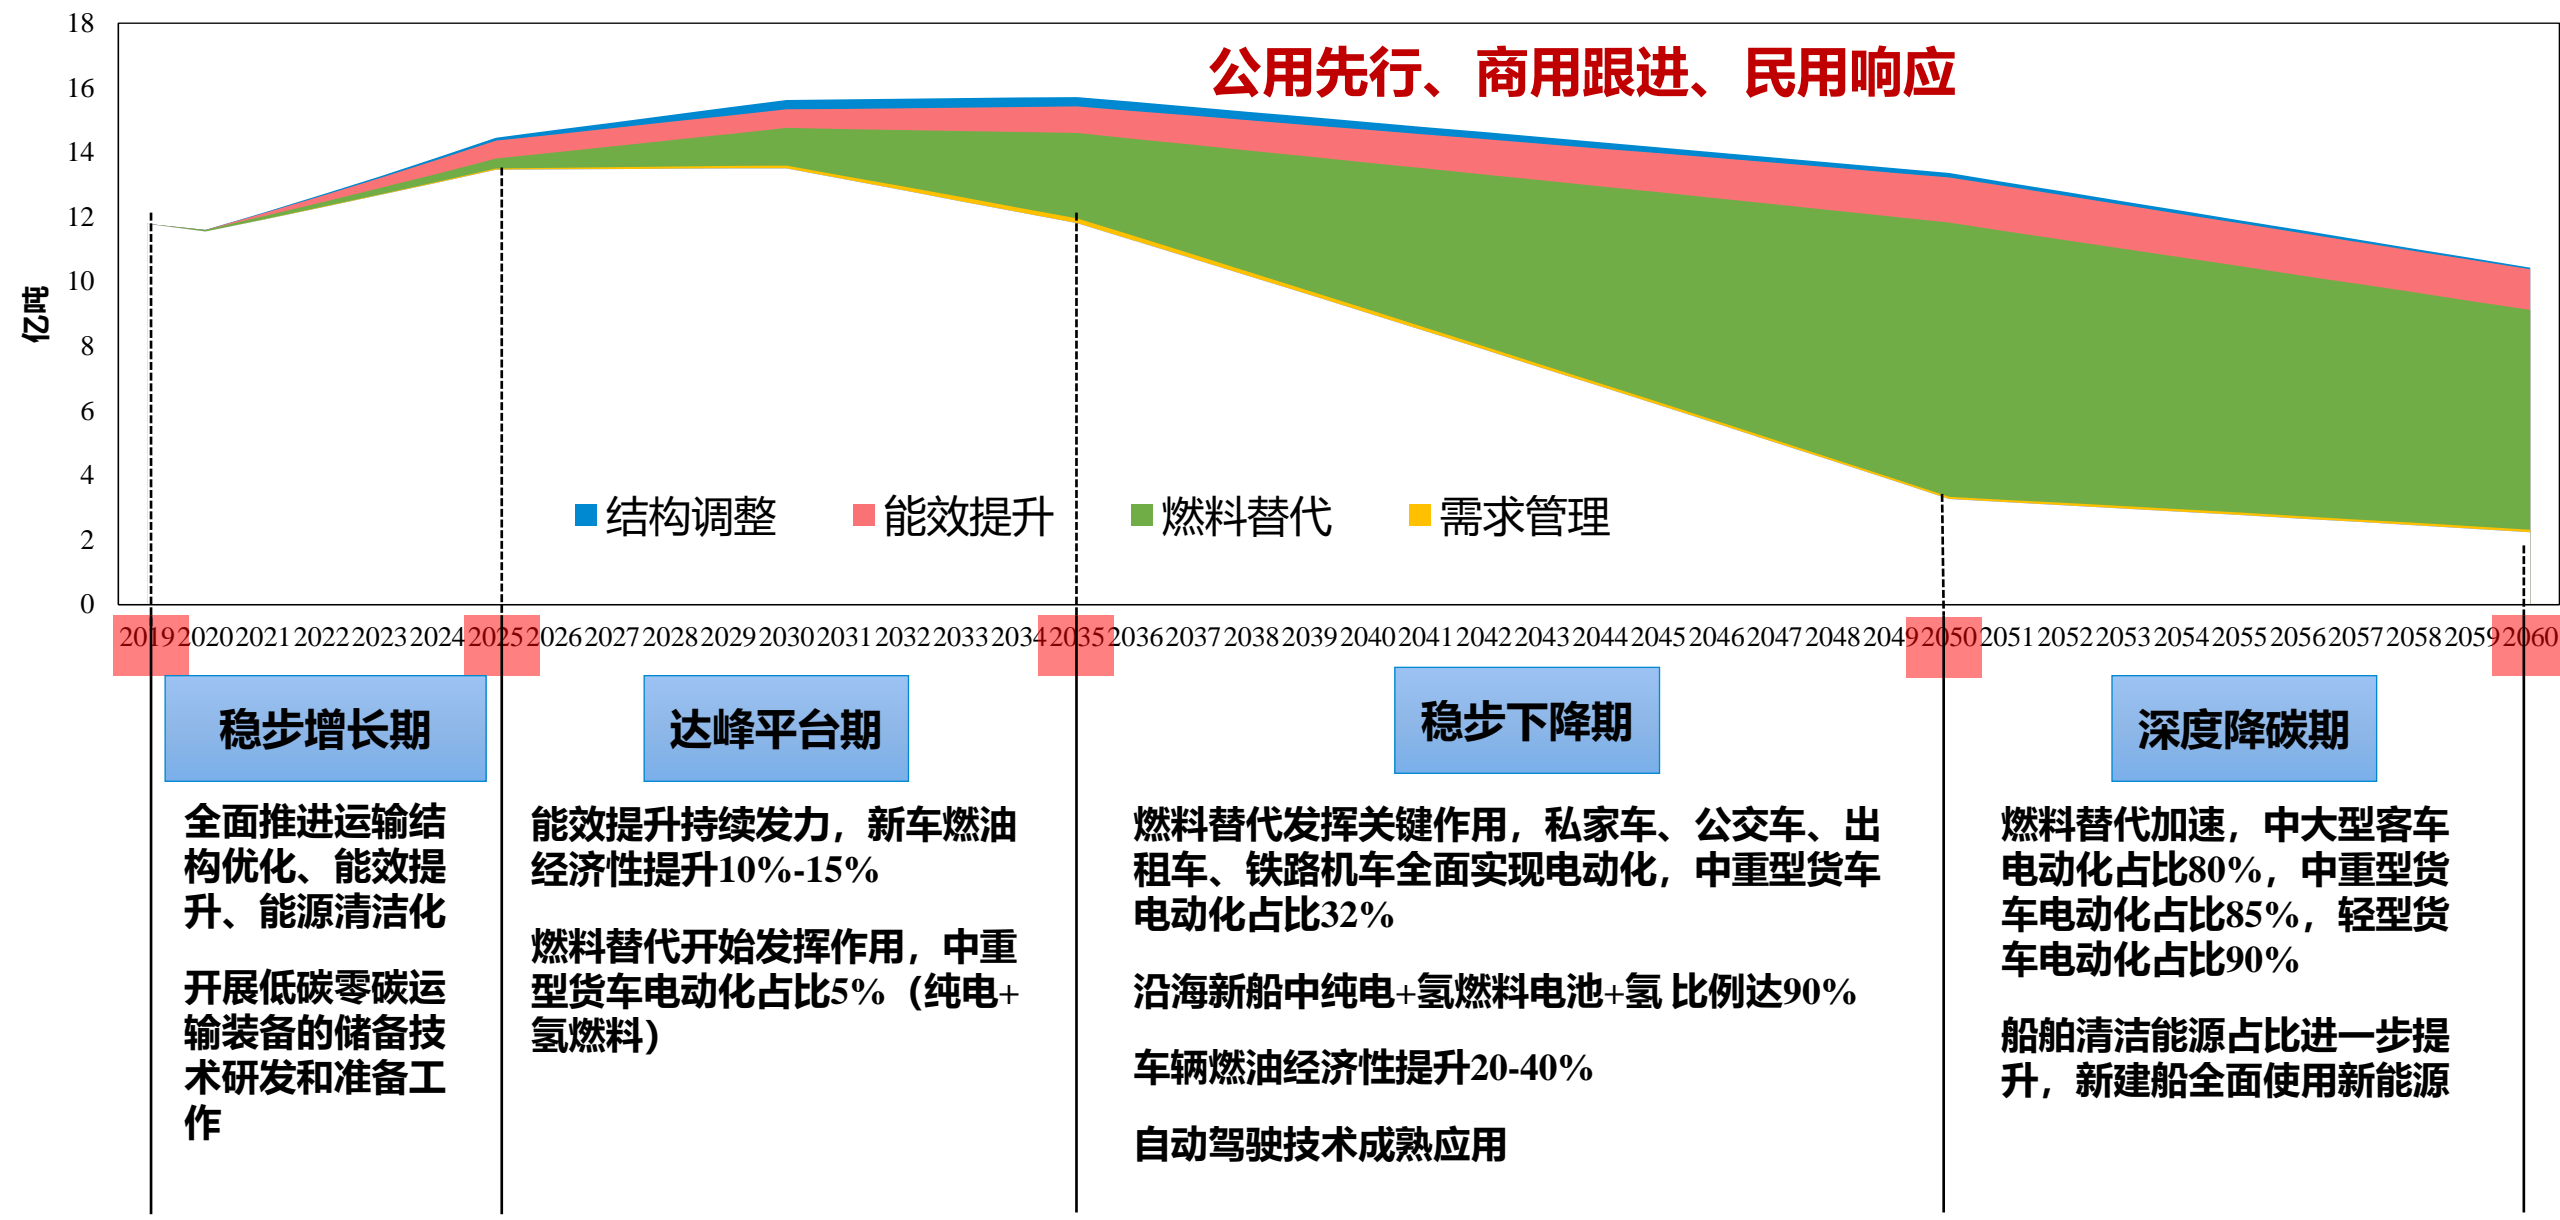 公用先行、商用跟进、民用响应
亿吨
18
16
14
12
10
8
6
4
2
0
结构调整 能效提升 燃料替代 需求管理
2019 2020 2021 2022 2023 2024 2025 2026 2027 2028 2029 2030 2031 2032 2033 2034 2035 2036 2037 2038 2039 2040 2041 2042 2043 2044 2045 2046 2047 2048 2049 2050 2051 2052 2053 2054 2055 2056 2057 2058 2059 2060
稳步增长期
全面推进运输结
构优化、能效提
升、能源清洁化
开展低碳零碳运
输装备的储备技
术研发和准备工
作
达峰平台期
能效提升持续发力，新车燃油
经济性提升10%-15%
燃料替代开始发挥作用，中重
型货车电动化占比5%（纯电+
氢燃料）
稳步下降期
燃料替代发挥关键作用，私家车、公交车、出
租车、铁路机车全面实现电动化，中重型货车
电动化占比32%
沿海新船中纯电+氢燃料电池+氢 比例达90%
车辆燃油经济性提升20-40%
自动驾驶技术成熟应用
深度降碳期
燃料替代加速，中大型客车
电动化占比80%，中重型货
车电动化占比85%，轻型货
车电动化占比90%
船舶清洁能源占比进一步提
升，新建船全面使用新能源